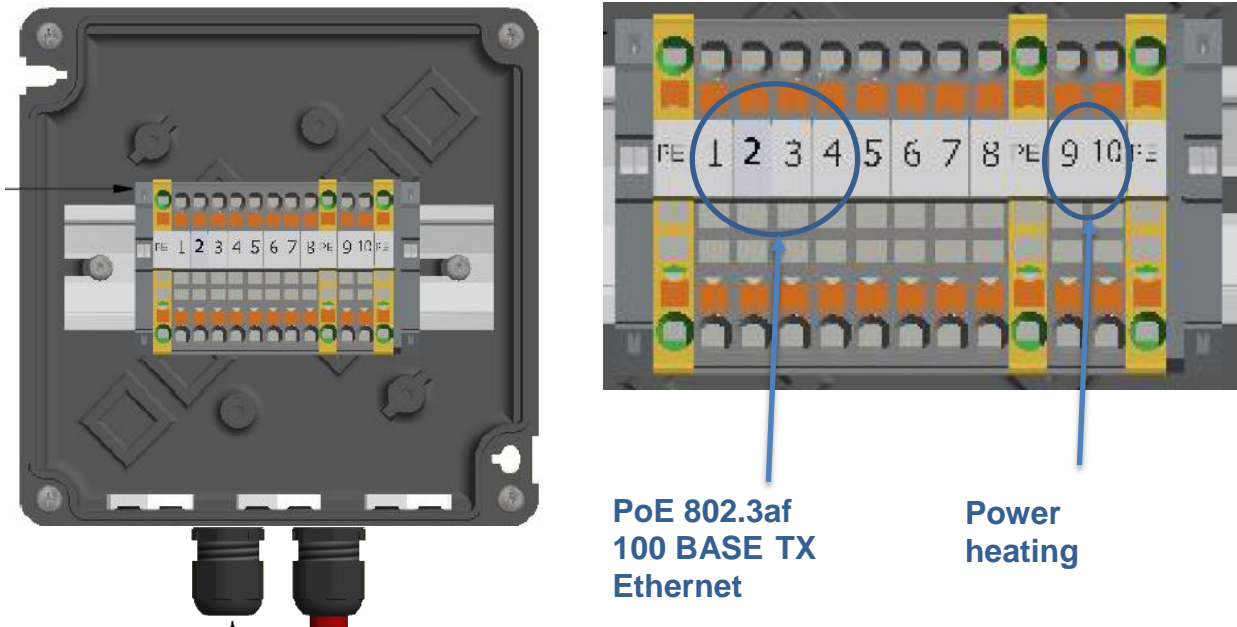 PE 1 2 3 4 5 6 7 8 PE 9 10 PE
PE 1 2 3 4 5 6 7 8 PE 9 10 PE
PoE 802.3af
100 BASE TX
Ethernet
Power
heating